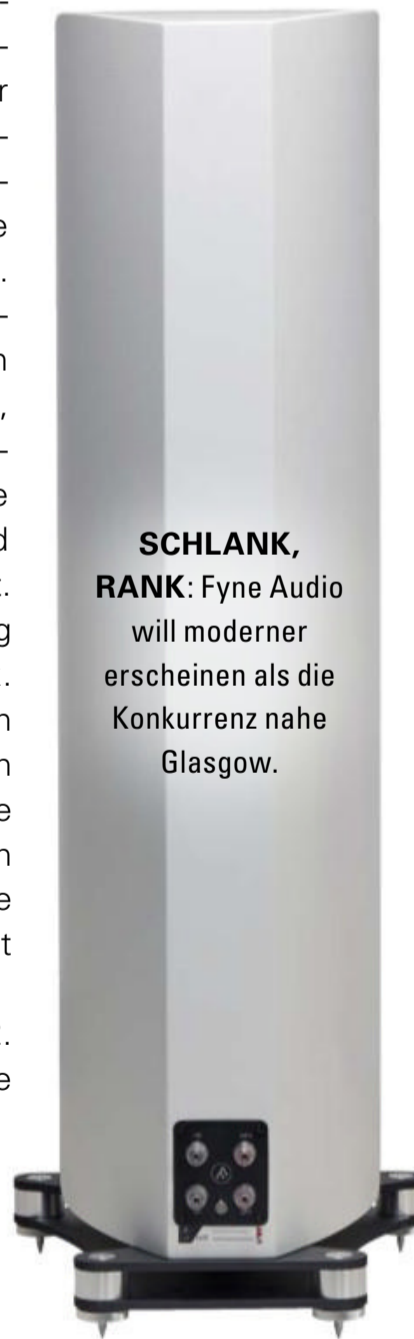 r
e
.
n
,
e
d
t.
g
.
n
n
e
n
e
t
.
e
SCHLANK,
RANK: Fyne Audio
will moderner
erscheinen als die
Konkurrenz nahe
Glasgow.